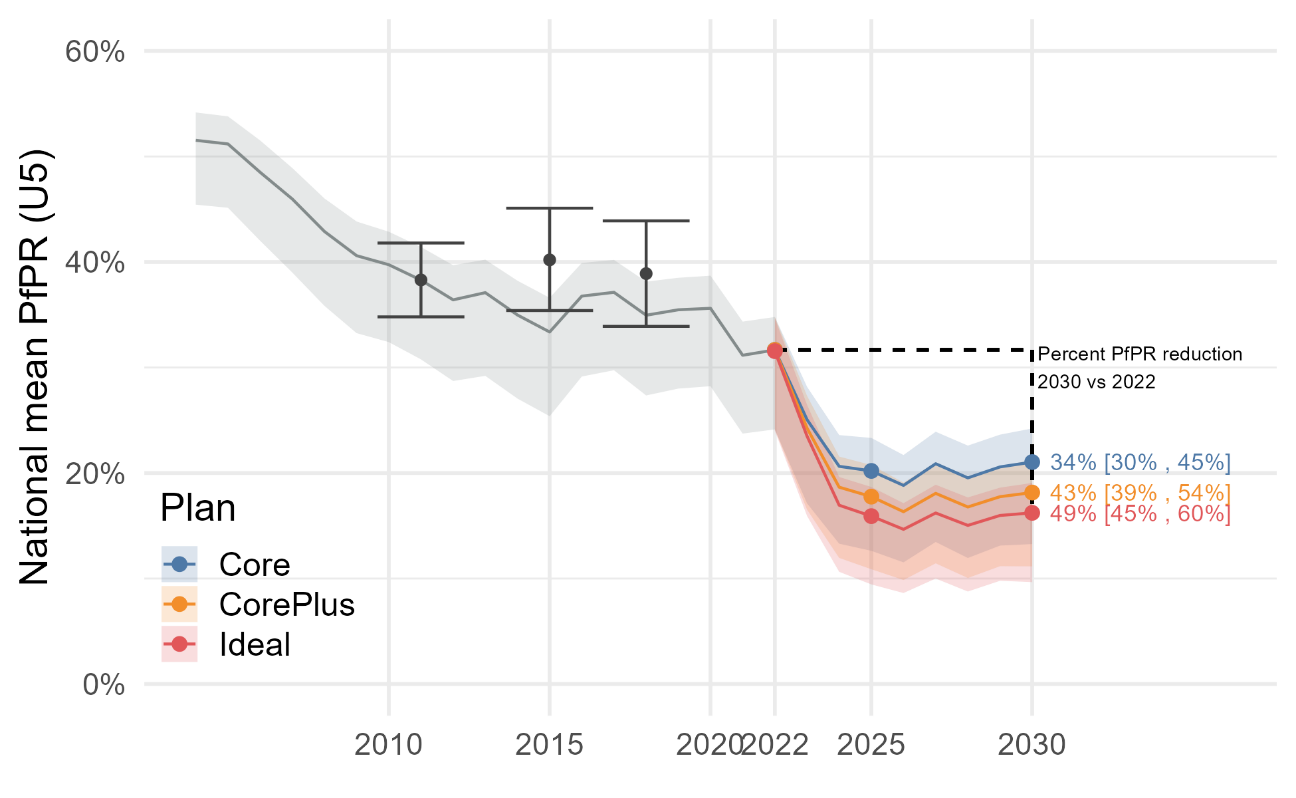 60%
40%
20%
0%
National mean PfPR (U5)
Percent PfPR reduction
2030 vs 2022
34% [30% , 45%]
43% [39% , 54%]
49% [45% , 60%]
Plan
Core
CorePlus
Ideal
2010
2015
2020
2022
2025
2030